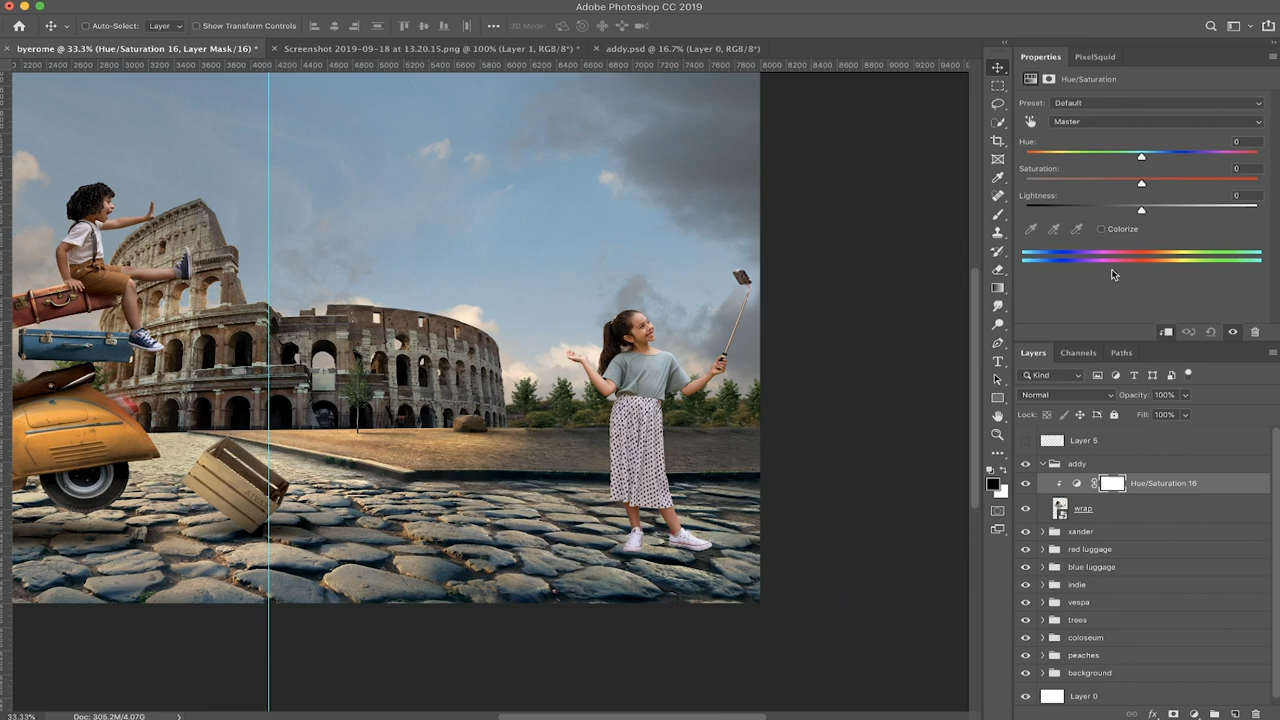 Adobe Photoshop CC 2019
Auto-Select: Layer Show Transform Controls 3D Mode:
byerome @ 33.3% (Hue/Saturation 16, Layer Mask/16) * Screenshot 2019-09-18 at 13.20.15.png @ 100% (Layer 1, RGB/8*) * addy.psd @ 16.7% (Layer 0, RGB/8*)
2200 2400 2600 2800 3000 3200 3400 3600 3800 4000 4200 4400 4600 4800 5000 5200 5400 5600 5800 6000 6200 6400 6600 6800 7000 7200 7400 7600 7800 8000 8200 8400 8600 8800 9000 9200 9400
Properties PixelSquid
Hue/Saturation
Preset: Default
Master
Hue: 0
Saturation: 0
Lightness: 0
Colorize
Layers Channels Paths
Kind
Normal Opacity: 100%
Lock: Fill: 100%
Layer 5
addy
Hue/Saturation 16
wrap
xander
red luggage
blue luggage
indie
vespa
trees
coloseum
peaches
background
Layer 0
33.33% Doc: 305.2M/4.07G